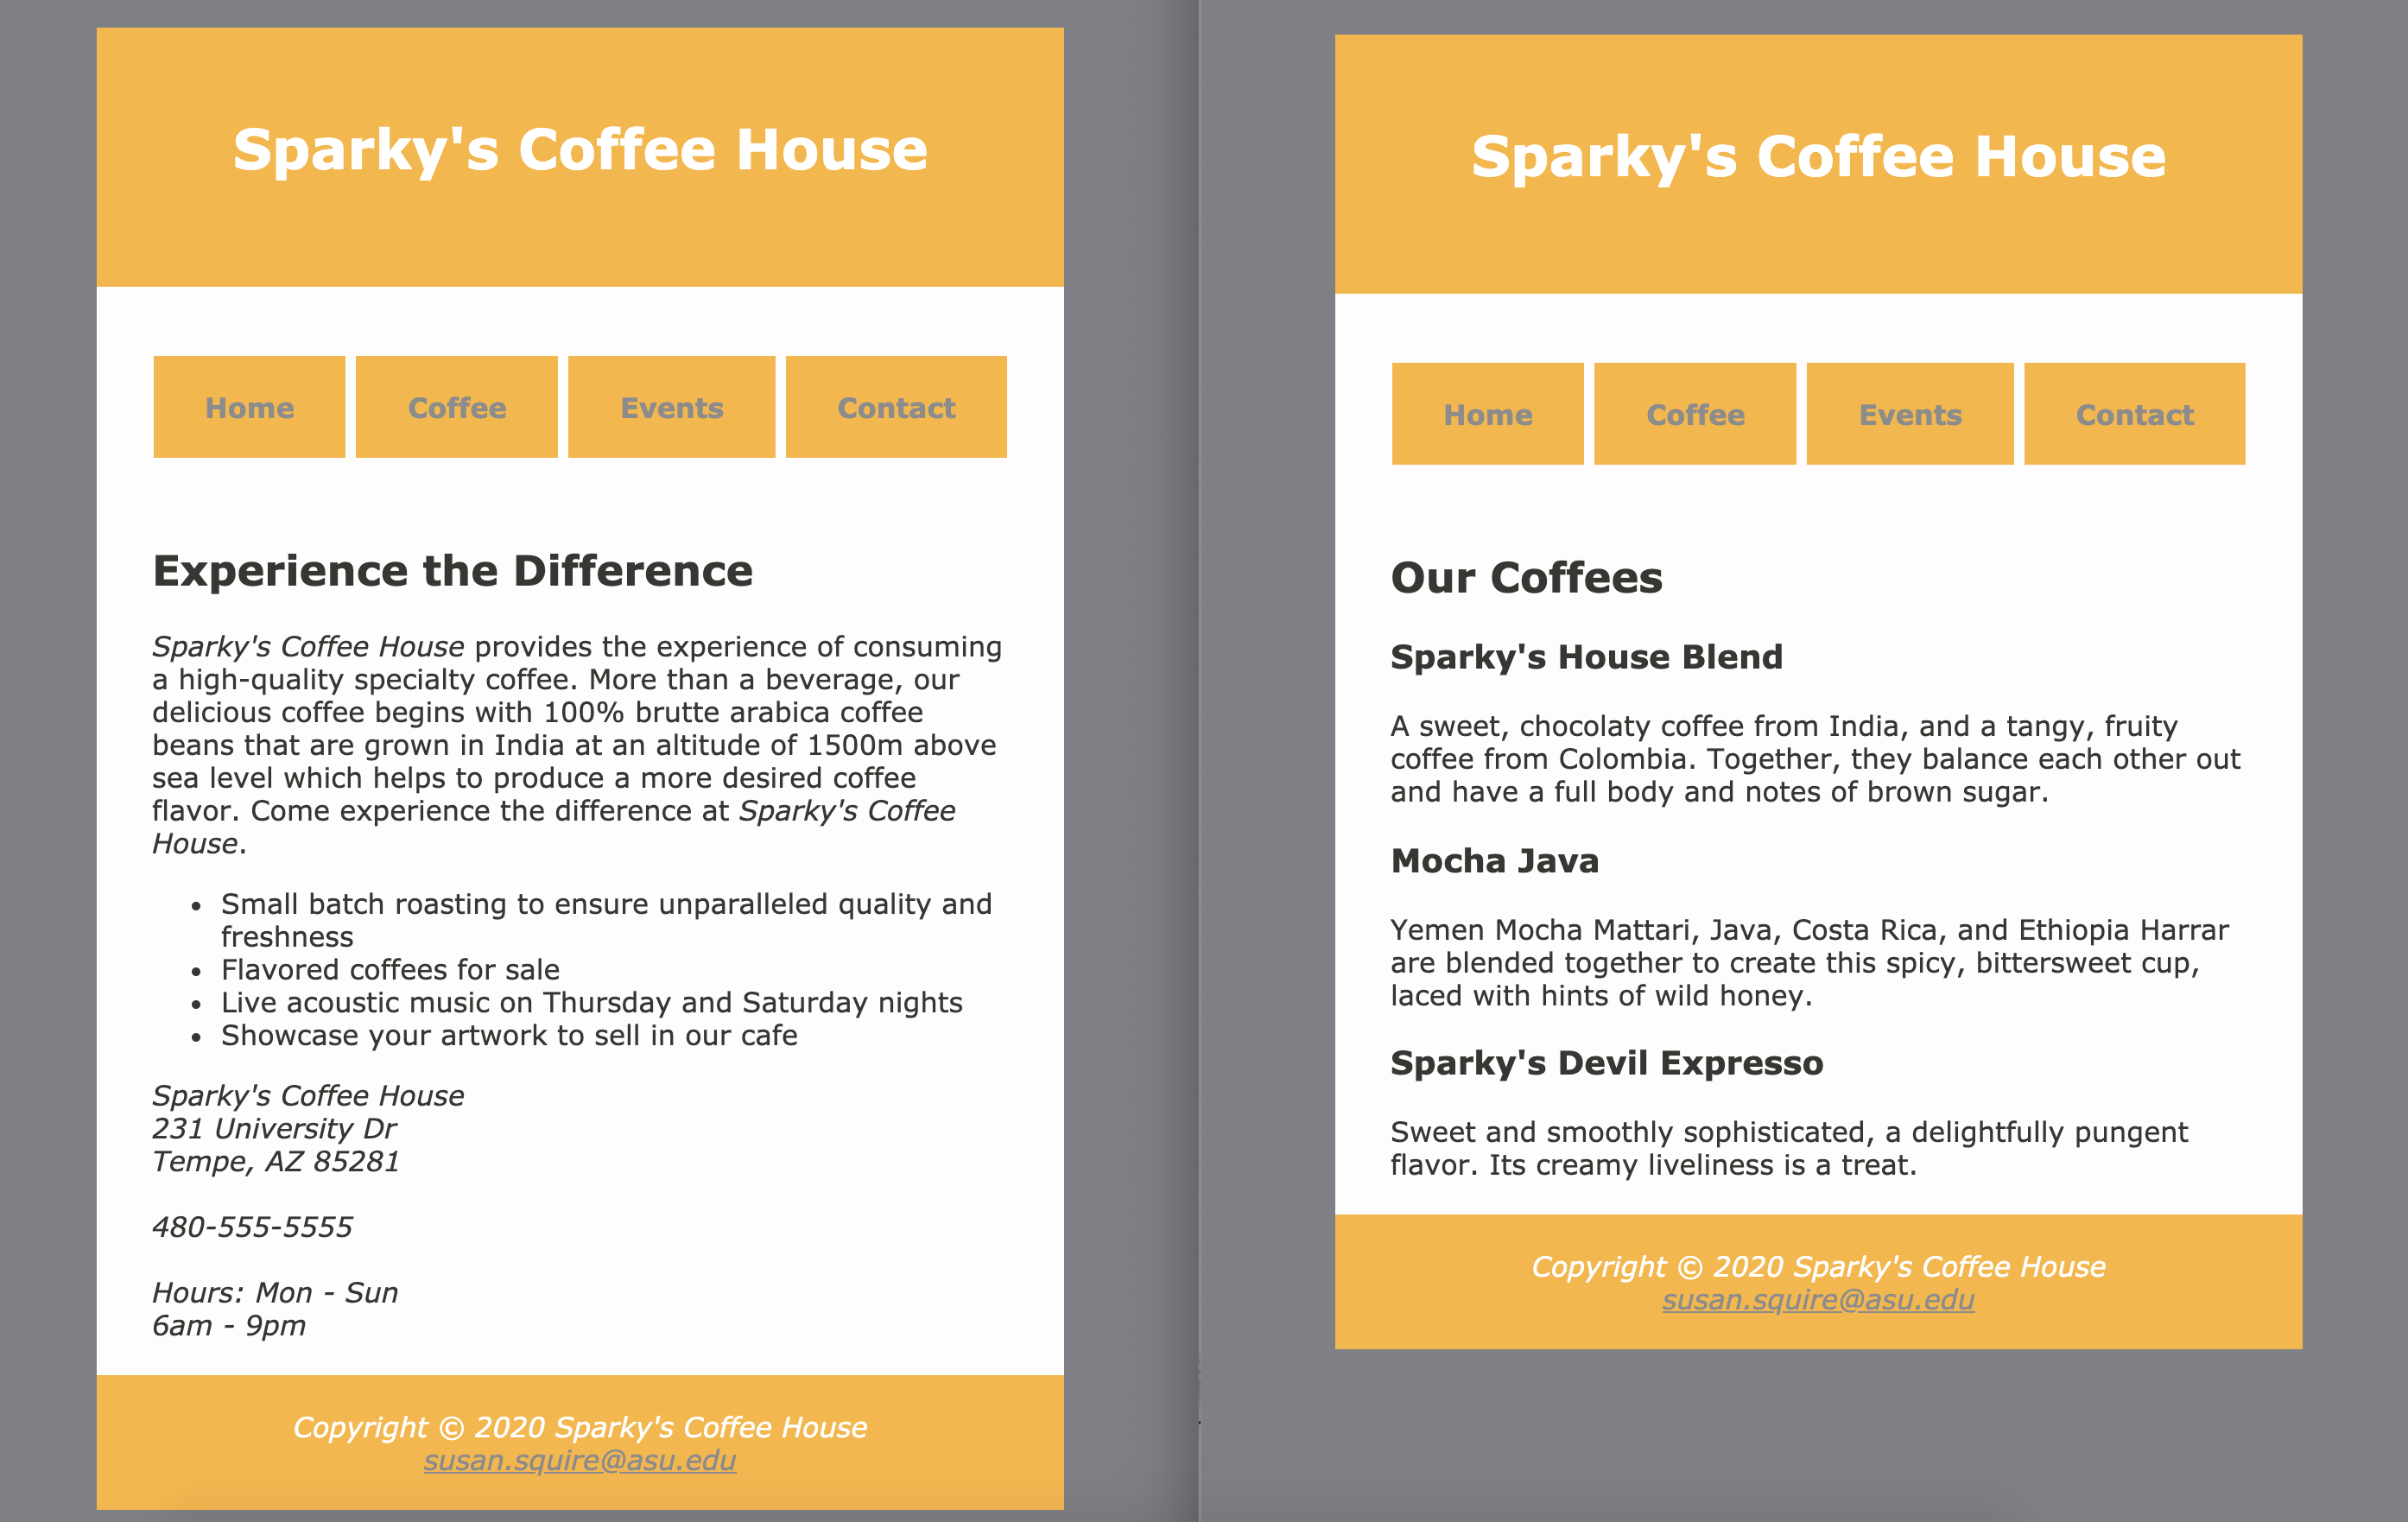 Sparky's Coffee House
Home Coffee Events Contact
Experience the Difference
Sparky's Coffee House provides the experience of consuming
a high-quality specialty coffee. More than a beverage, our
delicious coffee begins with 100% brutte arabica coffee
beans that are grown in India at an altitude of 1500m above
sea level which helps to produce a more desired coffee
flavor. Come experience the difference at Sparky's Coffee
House.
• Small batch roasting to ensure unparalleled quality and
freshness
• Flavored coffees for sale
• Live acoustic music on Thursday and Saturday nights
• Showcase your artwork to sell in our cafe
Sparky's Coffee House
231 University Dr
Tempe, AZ 85281
480-555-5555
Hours: Mon - Sun
6am - 9pm
Copyright © 2020 Sparky's Coffee House
susan.squire@asu.edu
Sparky's Coffee House
Home Coffee Events Contact
Our Coffees
Sparky's House Blend
A sweet, chocolaty coffee from India, and a tangy, fruity
coffee from Colombia. Together, they balance each other out
and have a full body and notes of brown sugar.
Mocha Java
Yemen Mocha Mattari, Java, Costa Rica, and Ethiopia Harrar
are blended together to create this spicy, bittersweet cup,
laced with hints of wild honey.
Sparky's Devil Expresso
Sweet and smoothly sophisticated, a delightfully pungent
flavor. Its creamy liveliness is a treat.
Copyright © 2020 Sparky's Coffee House
susan.squire@asu.edu